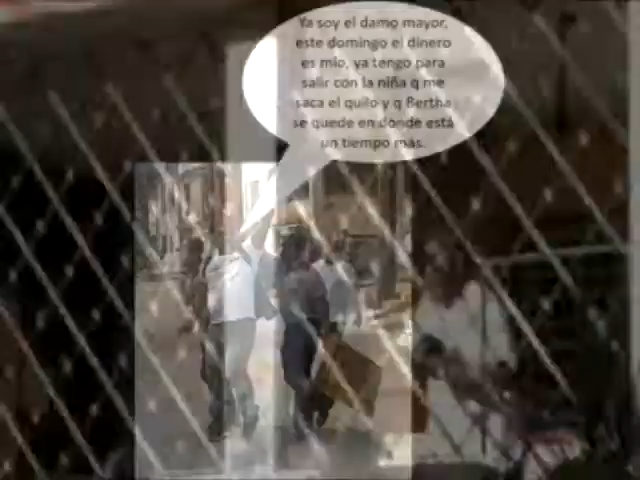 Ya soy el damo mayor,
este domingo el dinero
es mio, ya tengo para
salir con la niña q me
saca el quilo y q Bertha
se quede en donde está
un tiempo mas.